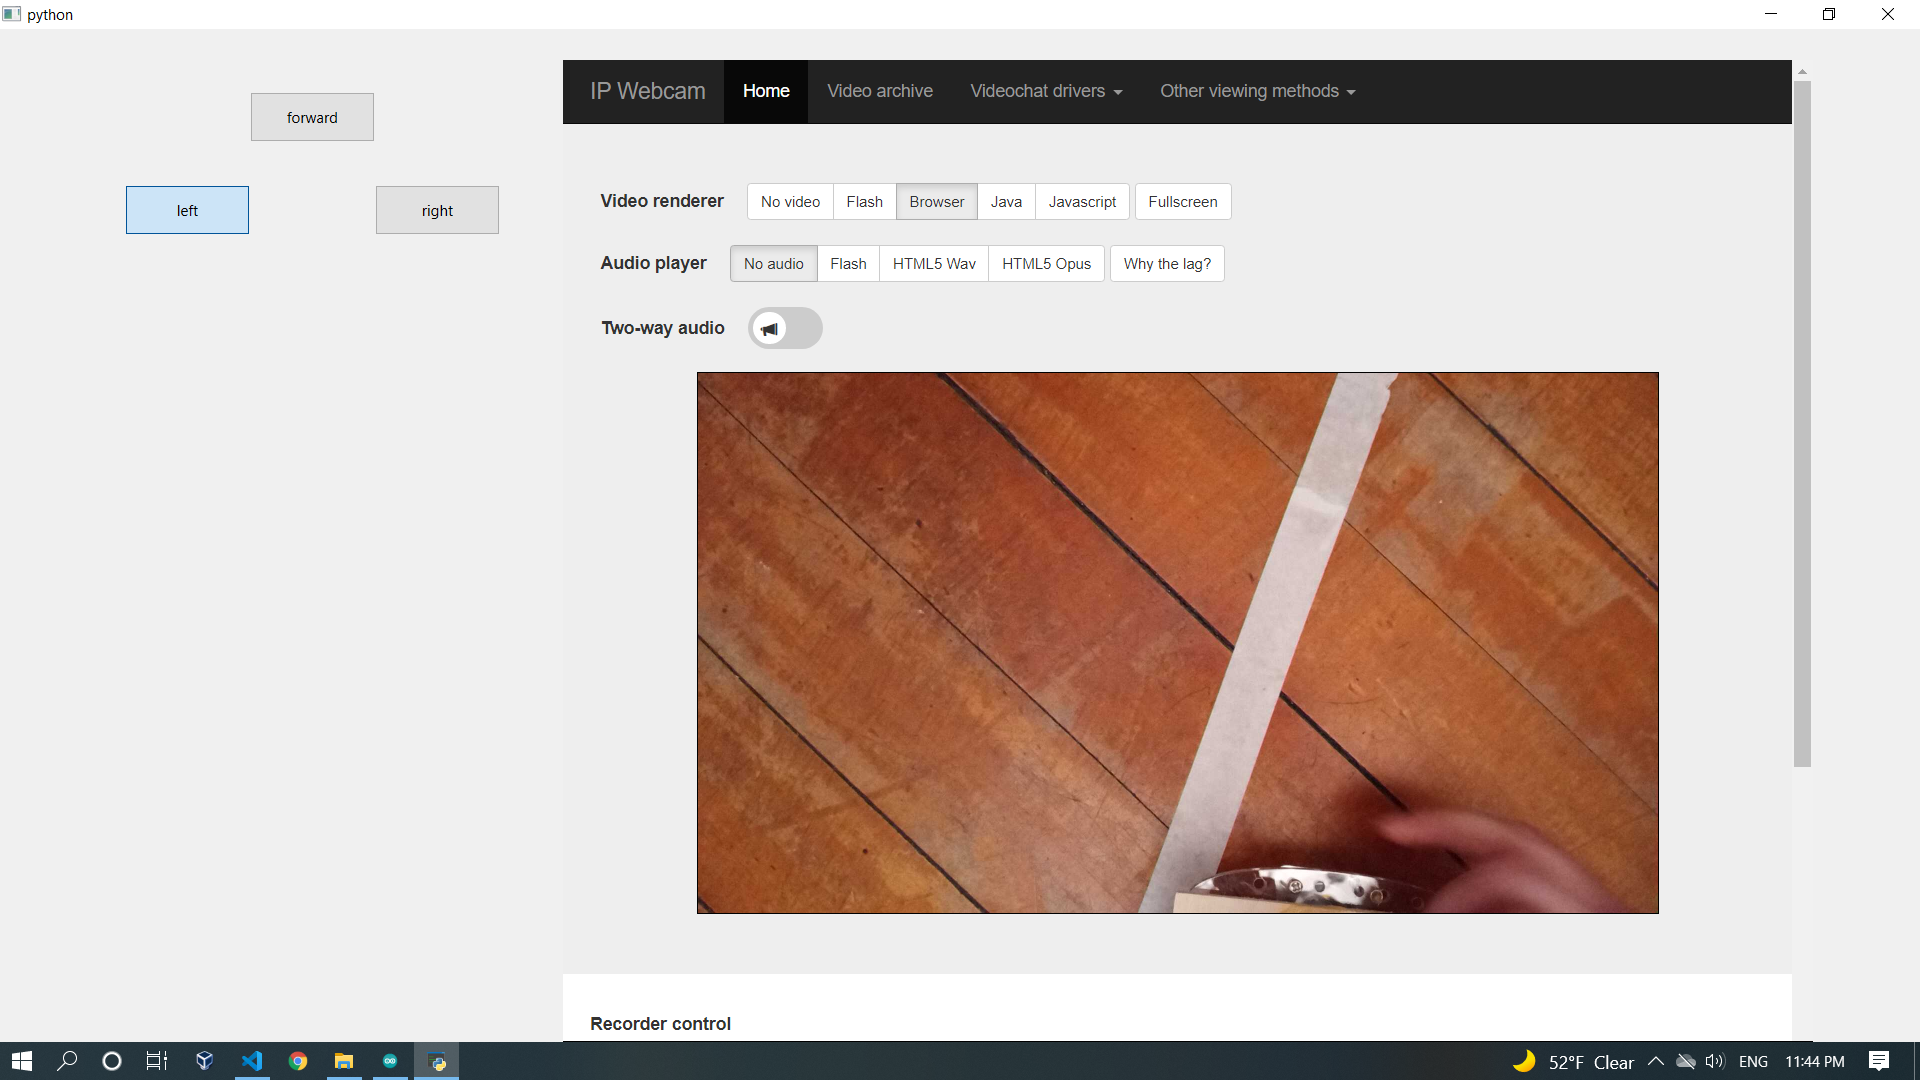 python
forward
left
right
IP Webcam Home Video archive Videochat drivers Other viewing methods
Video renderer No video Flash Browser Java Javascript Fullscreen
Audio player No audio Flash HTML5 Wav HTML5 Opus Why the lag?
Two-way audio
Recorder control
52°F Clear ENG 11:44 PM